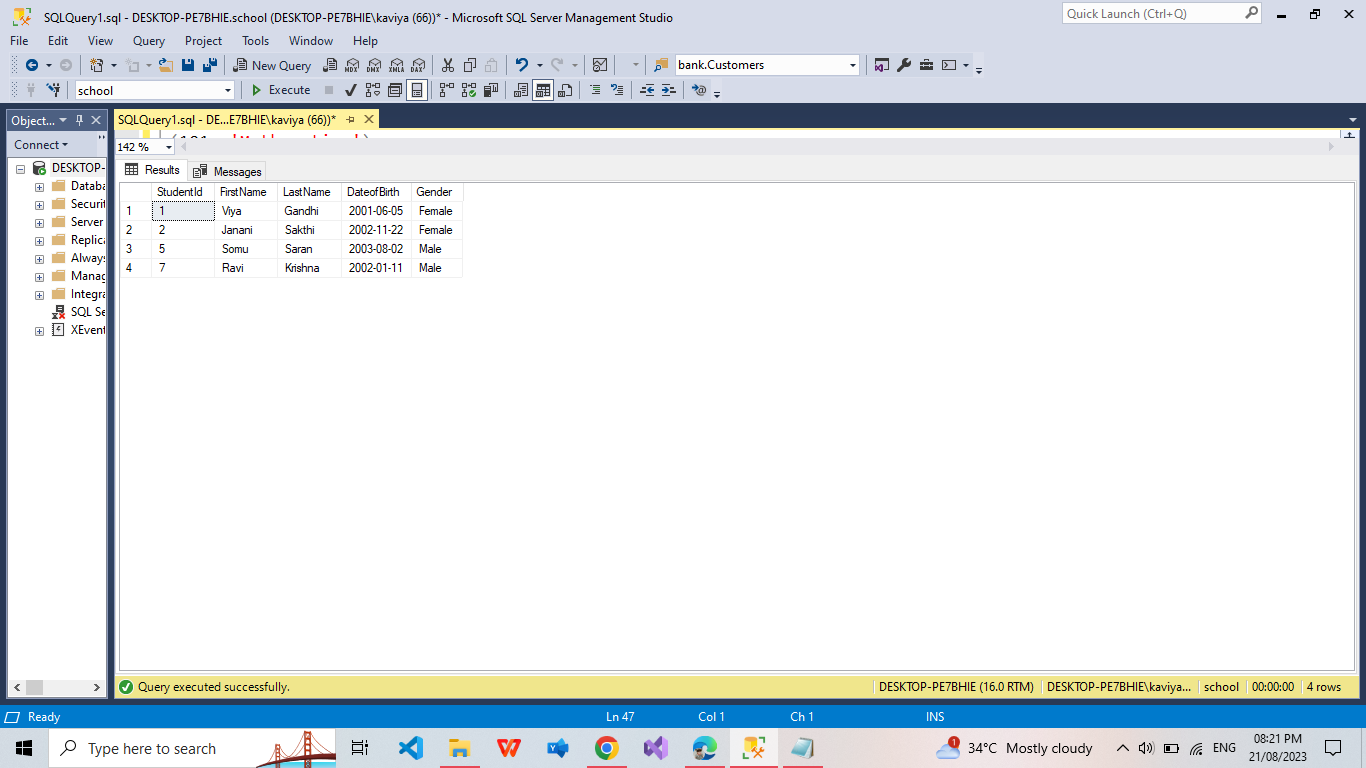 SQLQuery1.sql - DESKTOP-PE7BHIE.school (DESKTOP-PE7BHIE\kaviya (66))* - Microsoft SQL Server Management Studio
Quick Launch (Ctrl+Q)
File Edit View Query Project Tools Window Help
New Query MDX DMX XMLA DAX bank.Customers
school Execute
Object... SQLQuery1.sql - DE...E7BHIE\kaviya (66))*
Connect
142 %
Results Messages
DESKTOP-
Databa
Securit
Server
Replica
Always
Manag
Integra
SQL Se
XEvent
StudentId FirstName LastName DateofBirth Gender
1 1 Viya Gandhi 2001-06-05 Female
2 2 Janani Sakthi 2002-11-22 Female
3 5 Somu Saran 2003-08-02 Male
4 7 Ravi Krishna 2002-01-11 Male
Query executed successfully. DESKTOP-PE7BHIE (16.0 RTM) DESKTOP-PE7BHIE\kaviya... school 00:00:00 4 rows
Ready Ln 47 Col 1 Ch 1 INS
Type here to search 1 34°C Mostly cloudy ENG 08:21 PM
21/08/2023